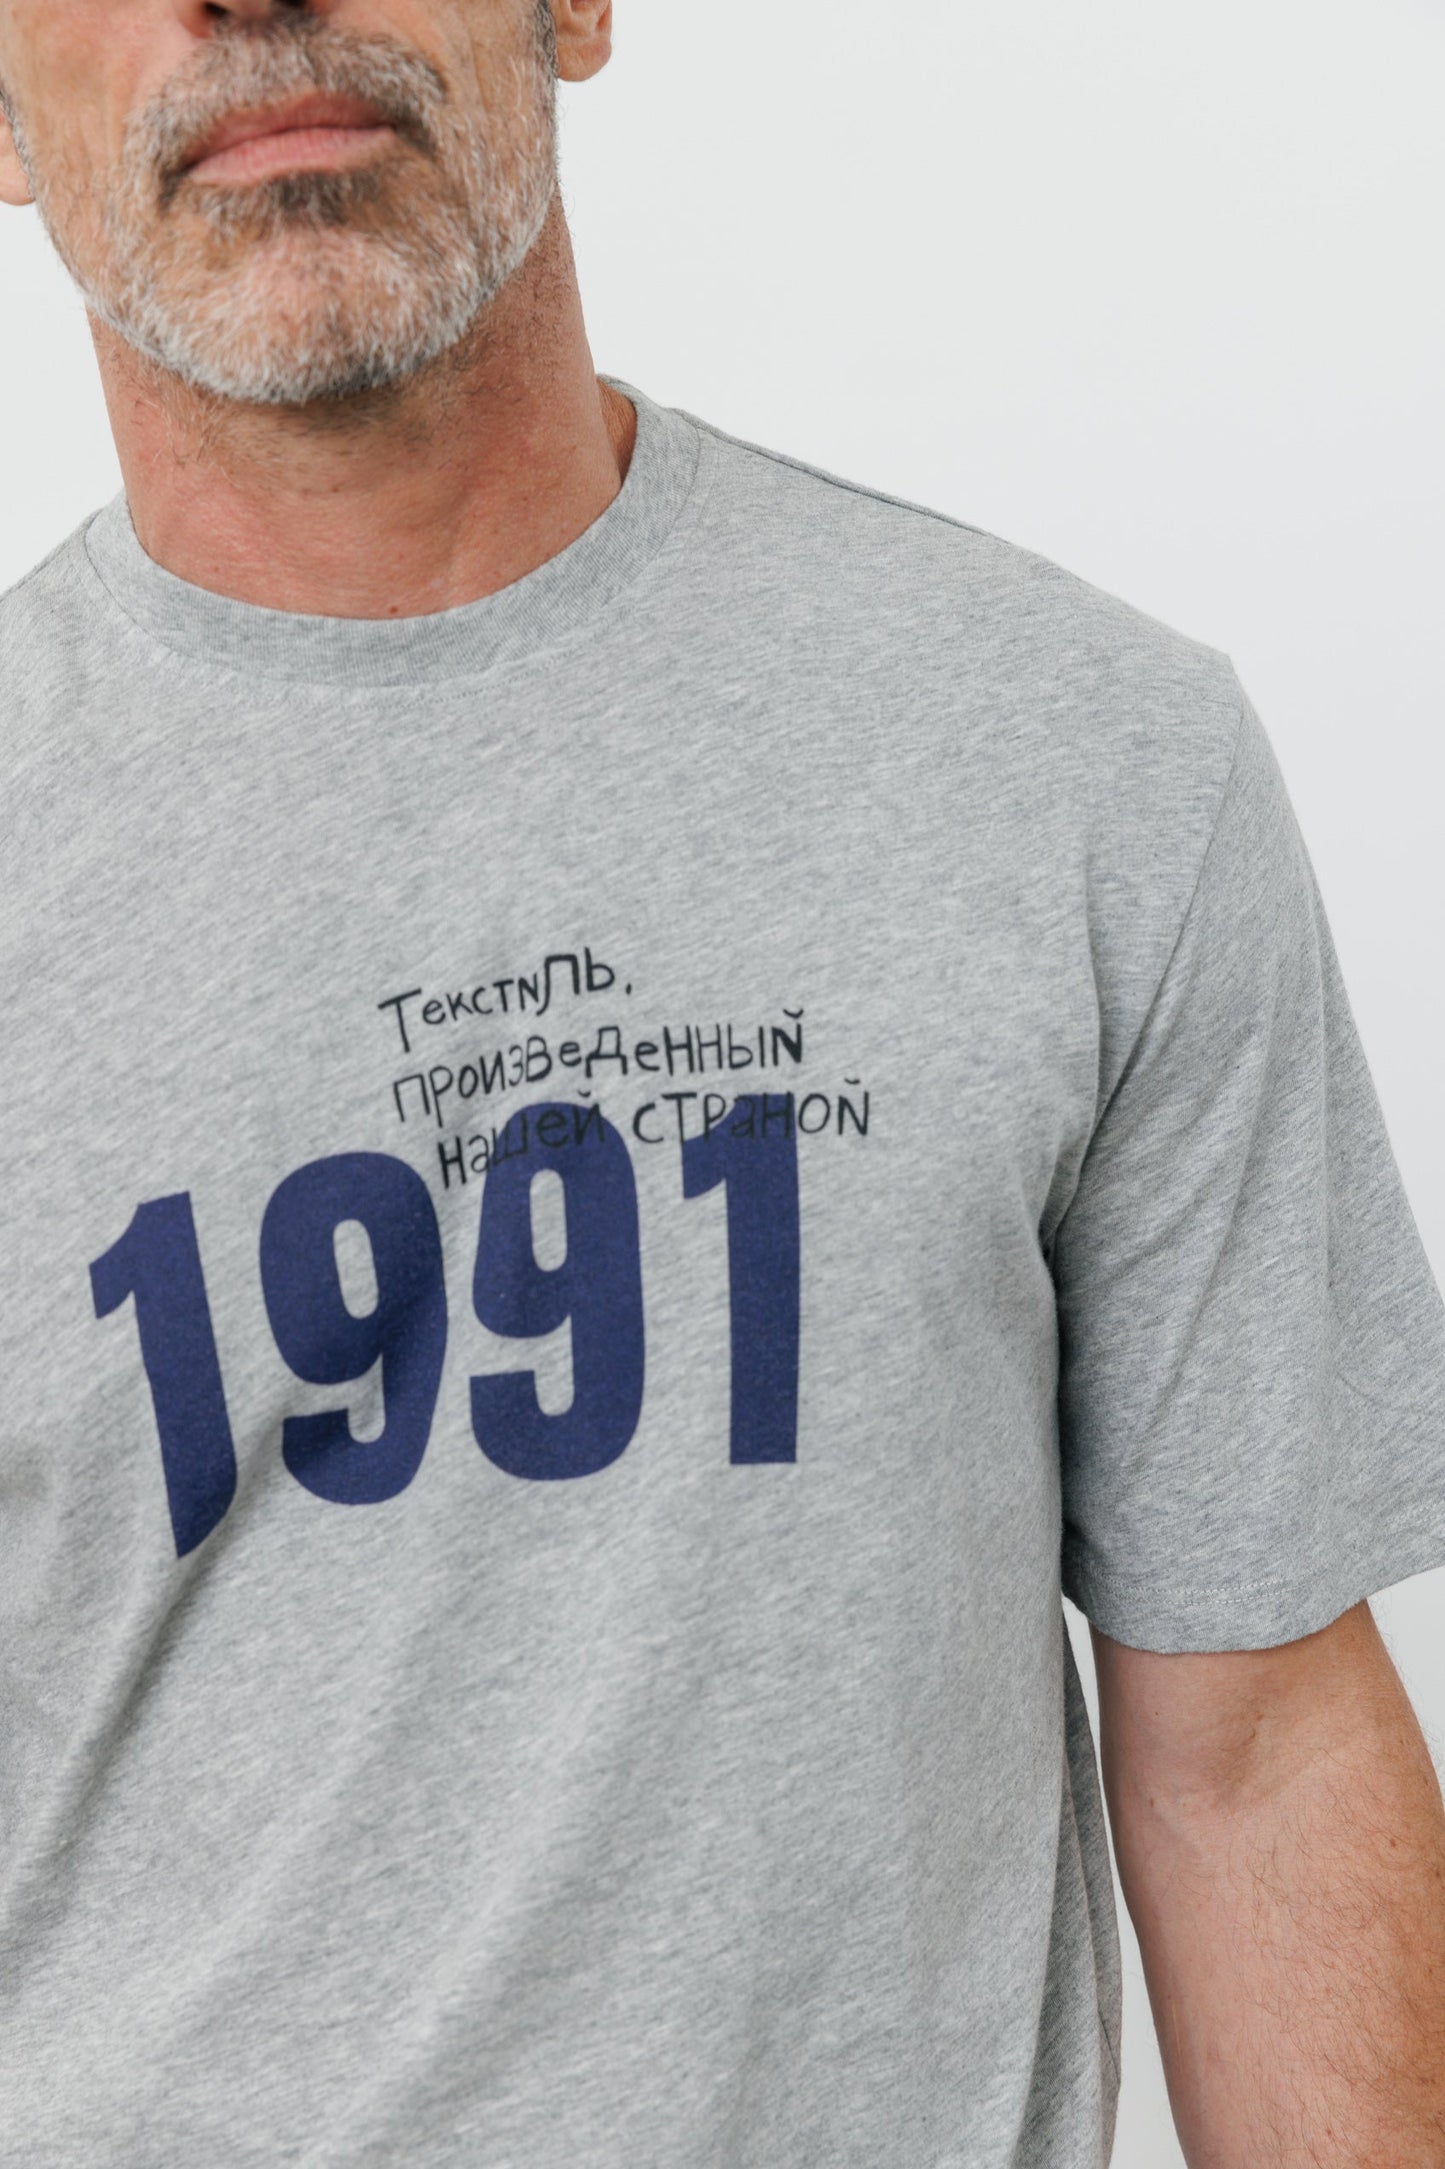 Текстиль,
произведенный
нашей страной
1991